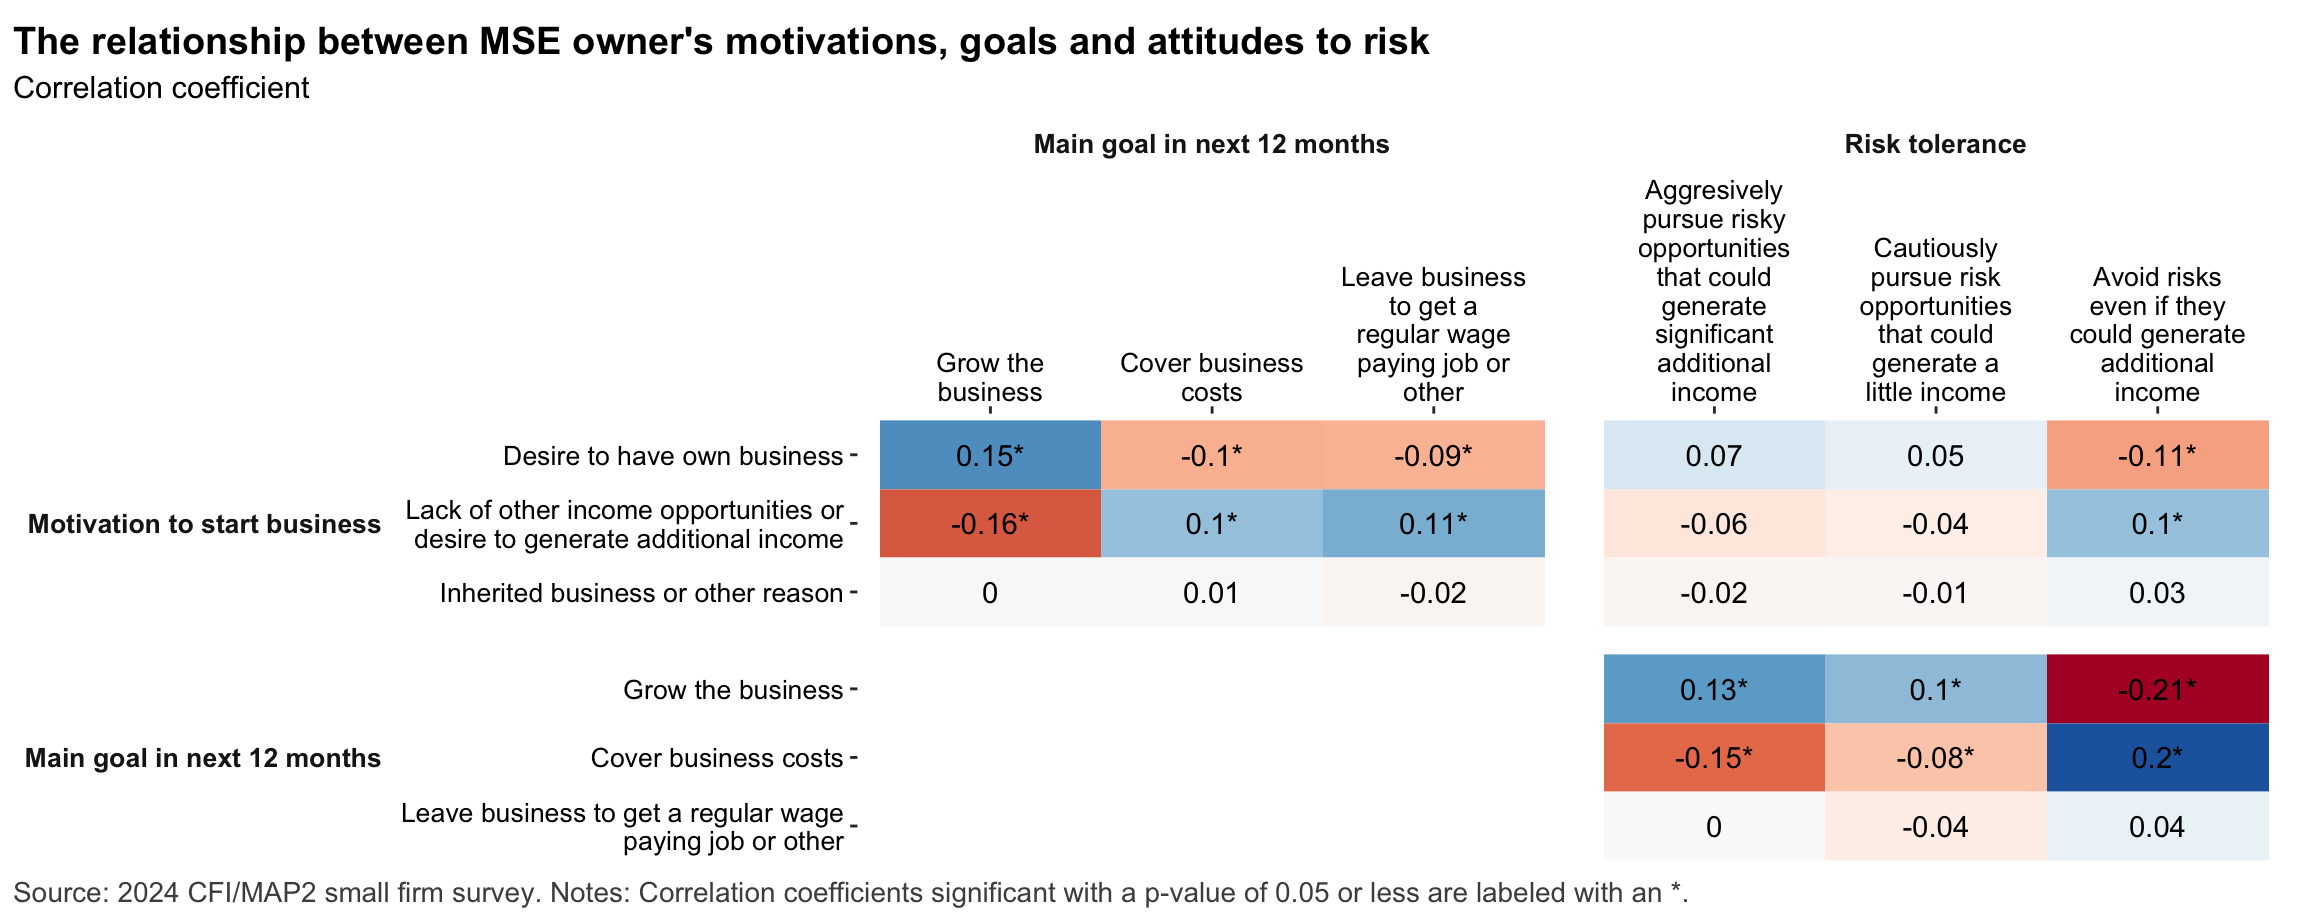 The relationship between MSE owner's motivations, goals and attitudes to risk
Correlation coefficient
Main goal in next 12 months
Risk tolerance
Grow the
business
Cover business
costs
Leave business
to get a
regular wage
paying job or
other
Aggresively
pursue risky
opportunities
that could
generate
significant
additional
income
Cautiously
pursue risk
opportunities
that could
generate a
little income
Avoid risks
even if they
could generate
additional
income
Motivation to start business
Desire to have own business
0.15* -0.1* -0.09* 0.07 0.05 -0.11*
Lack of other income opportunities or
desire to generate additional income
-0.16* 0.1* 0.11* -0.06 -0.04 0.1*
Inherited business or other reason
0 0.01 -0.02 -0.02 -0.01 0.03
Main goal in next 12 months
Grow the business
0.13* 0.1* -0.21*
Cover business costs
-0.15* -0.08* 0.2*
Leave business to get a regular wage
paying job or other
0 -0.04 0.04
Source: 2024 CFI/MAP2 small firm survey. Notes: Correlation coefficients significant with a p-value of 0.05 or less are labeled with an *.